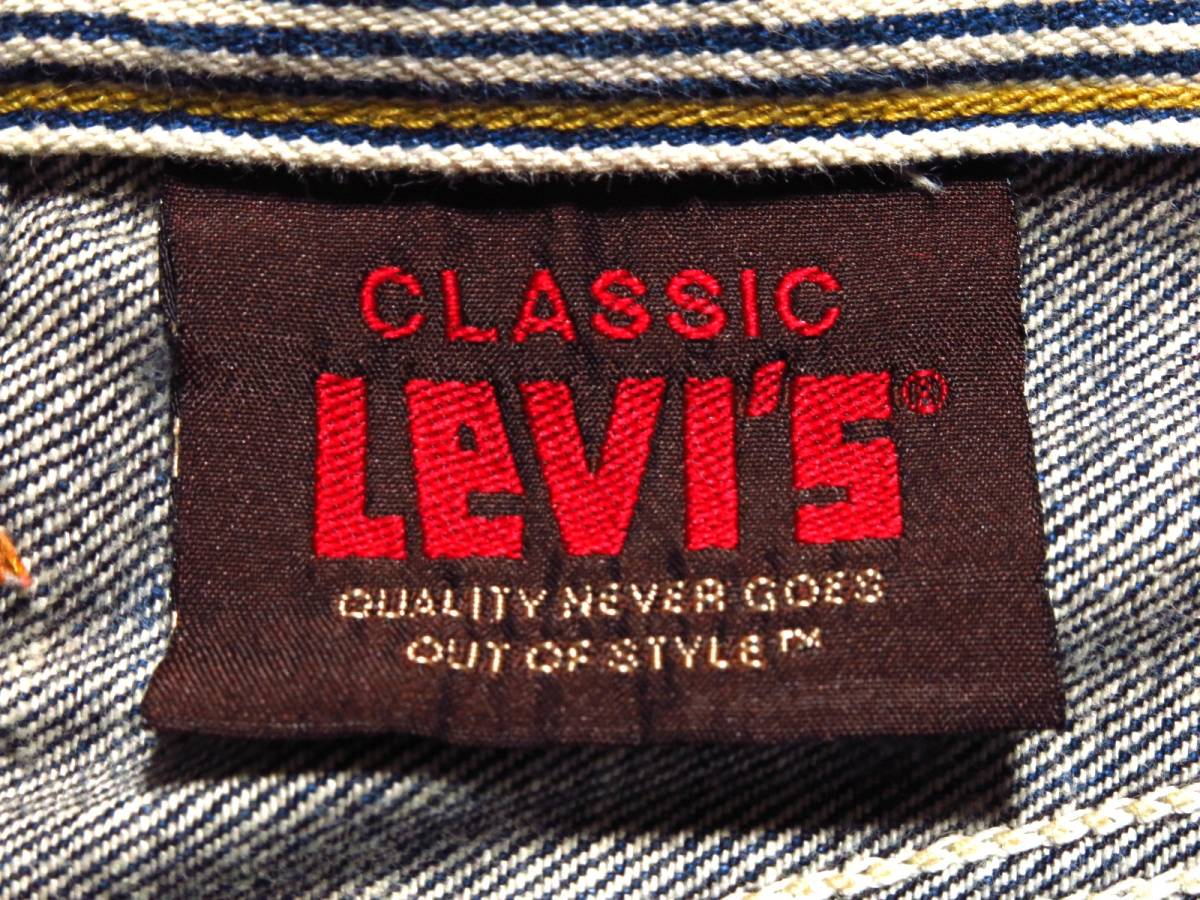 CLASSIC
LeVI'S®
QUALITY NEVER GOES
OUT OF STYLE™